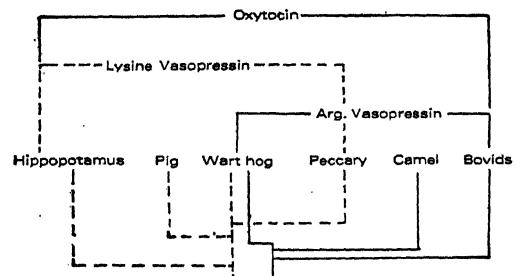 Oxytocin
Lysine Vasopressin
Arg. Vasopressin
Hippopotamus Pig Wart hog Peccary Camel Bovids